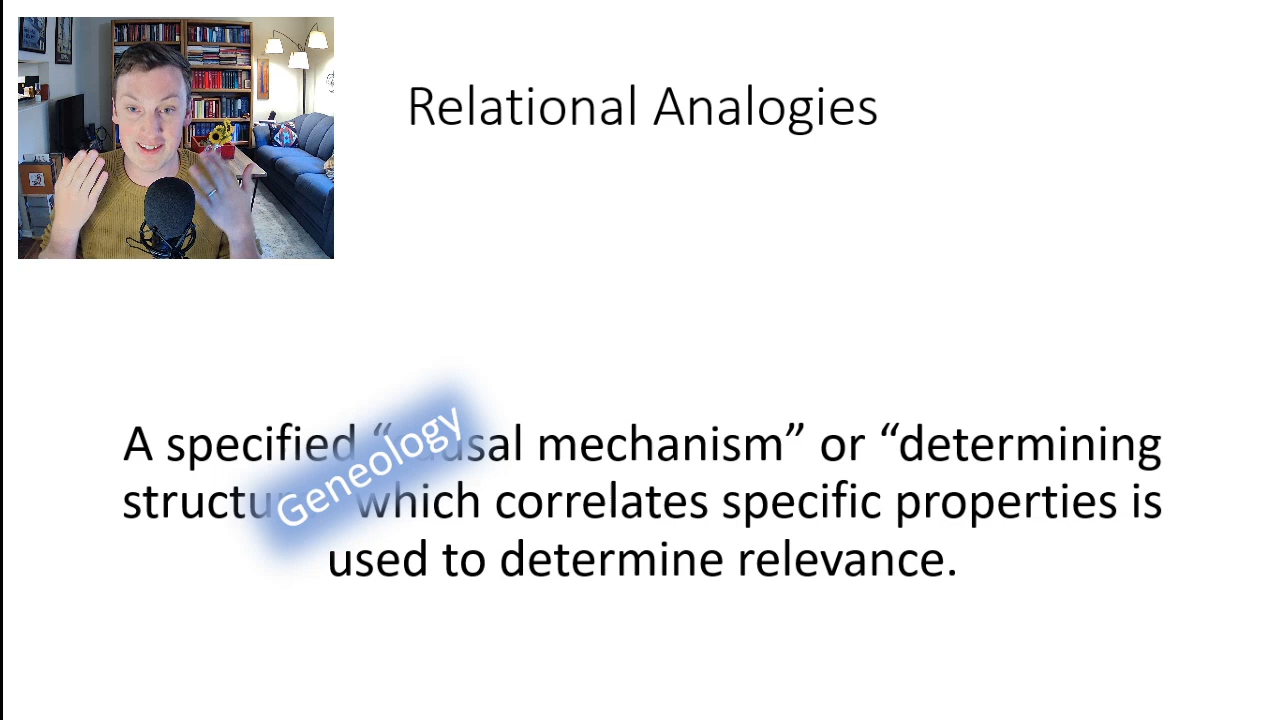 Relational Analogies
A specified “causal mechanism” or “determining
structure” which correlates specific properties is
used to determine relevance.
Geneology